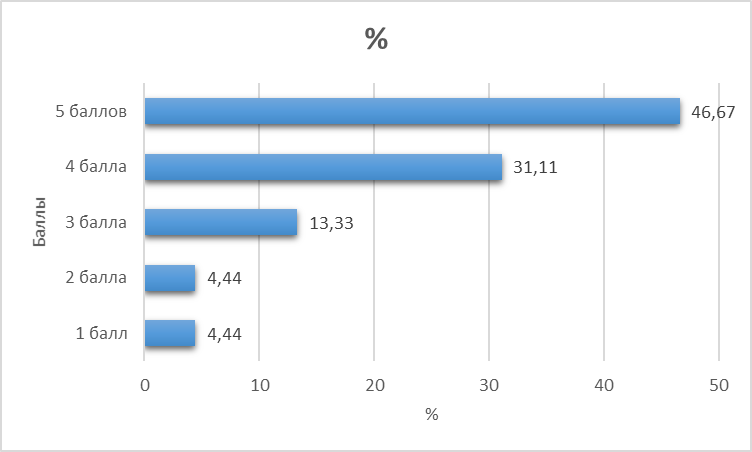 %
5 баллов 46,67
4 балла 31,11
3 балла 13,33
2 балла 4,44
1 балл 4,44
Баллы
0 10 20 30 40 50
%